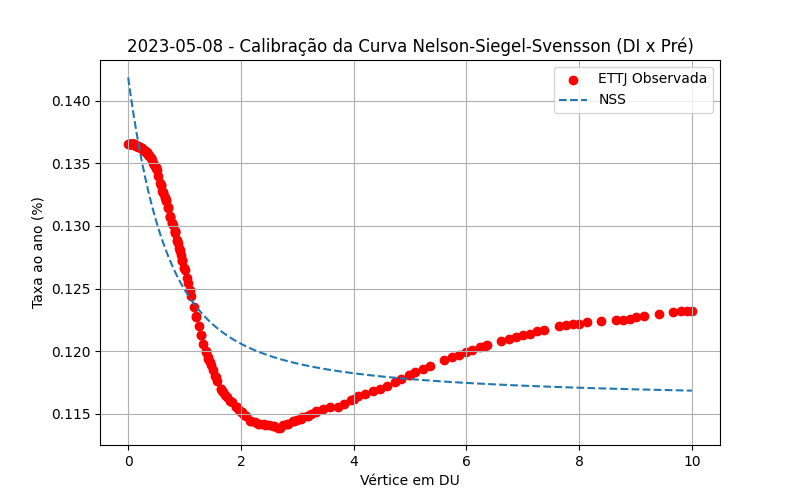 2023-05-08 - Calibração da Curva Nelson-Siegel-Svensson (DI x Pré)
ETTJ Observada
NSS
Taxa ao ano (%)
0.140
0.135
0.130
0.125
0.120
0.115
0 2 4 6 8 10
Vértice em DU